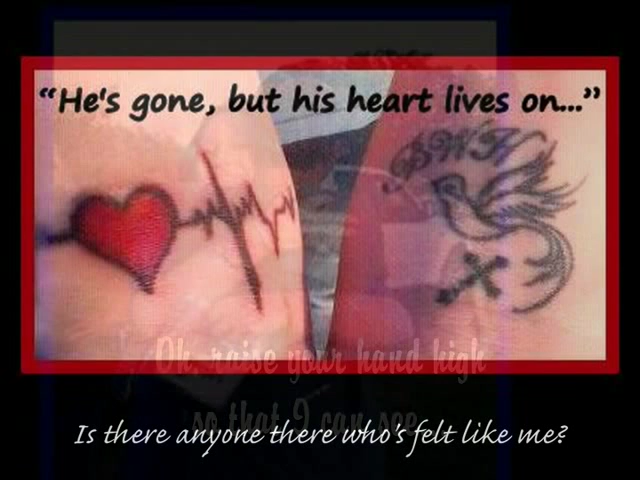 “He's gone, but his heart lives on...”
Oh, raise your hand high
so that I can see
Is there anyone there who's felt like me?